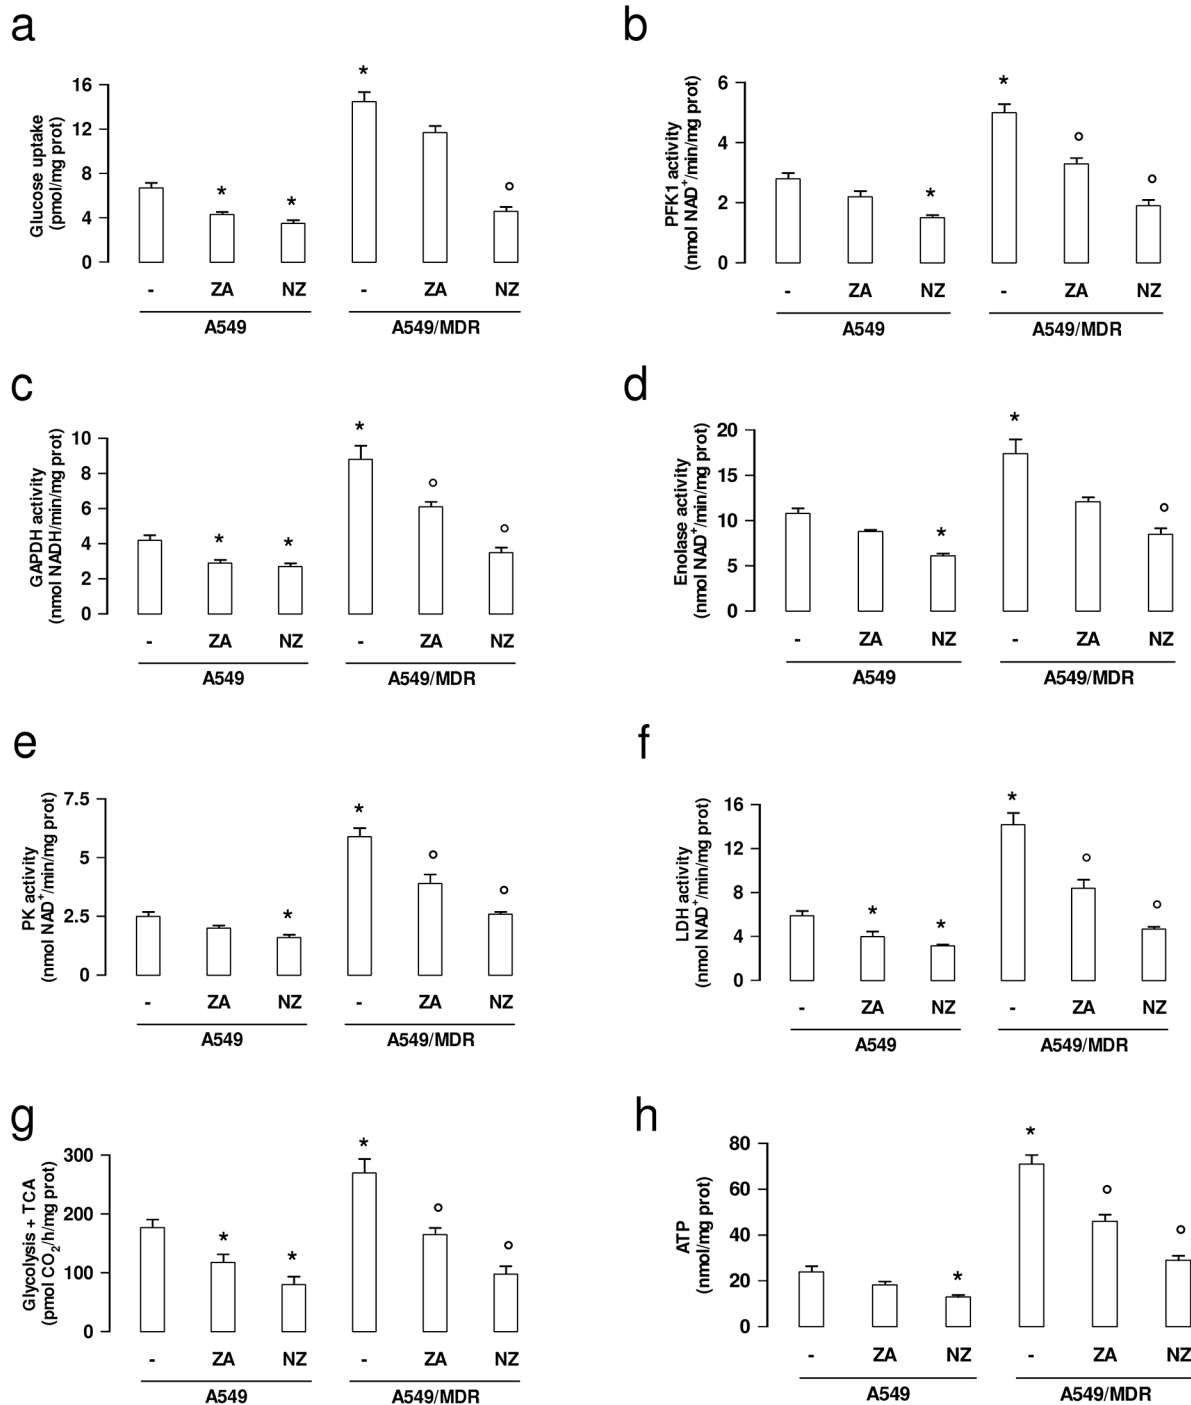 a
Glucose uptake
(pmol/mg prot)
16
12
8
4
0
*
*
*
°
- ZA NZ - ZA NZ
A549 A549/MDR
b
PFK1 activity
(nmol NAD⁺/min/mg prot)
6
4
2
0
*
*
°
°
- ZA NZ - ZA NZ
A549 A549/MDR
c
GAPDH activity
(nmol NADH/min/mg prot)
10
8
6
4
2
0
*
*
*
°
°
- ZA NZ - ZA NZ
A549 A549/MDR
d
Enolase activity
(nmol NAD⁺/min/mg prot)
20
15
10
5
0
*
*
°
- ZA NZ - ZA NZ
A549 A549/MDR
e
PK activity
(nmol NAD⁺/min/mg prot)
7.5
5
2.5
0
*
*
°
°
- ZA NZ - ZA NZ
A549 A549/MDR
f
LDH activity
(nmol NAD⁺/min/mg prot)
16
12
8
4
0
*
*
*
°
°
- ZA NZ - ZA NZ
A549 A549/MDR
g
Glycolysis + TCA
(pmol CO₂/h/mg prot)
300
200
100
0
*
*
*
°
°
- ZA NZ - ZA NZ
A549 A549/MDR
h
ATP
(nmol/mg prot)
80
60
40
20
0
*
*
°
°
- ZA NZ - ZA NZ
A549 A549/MDR